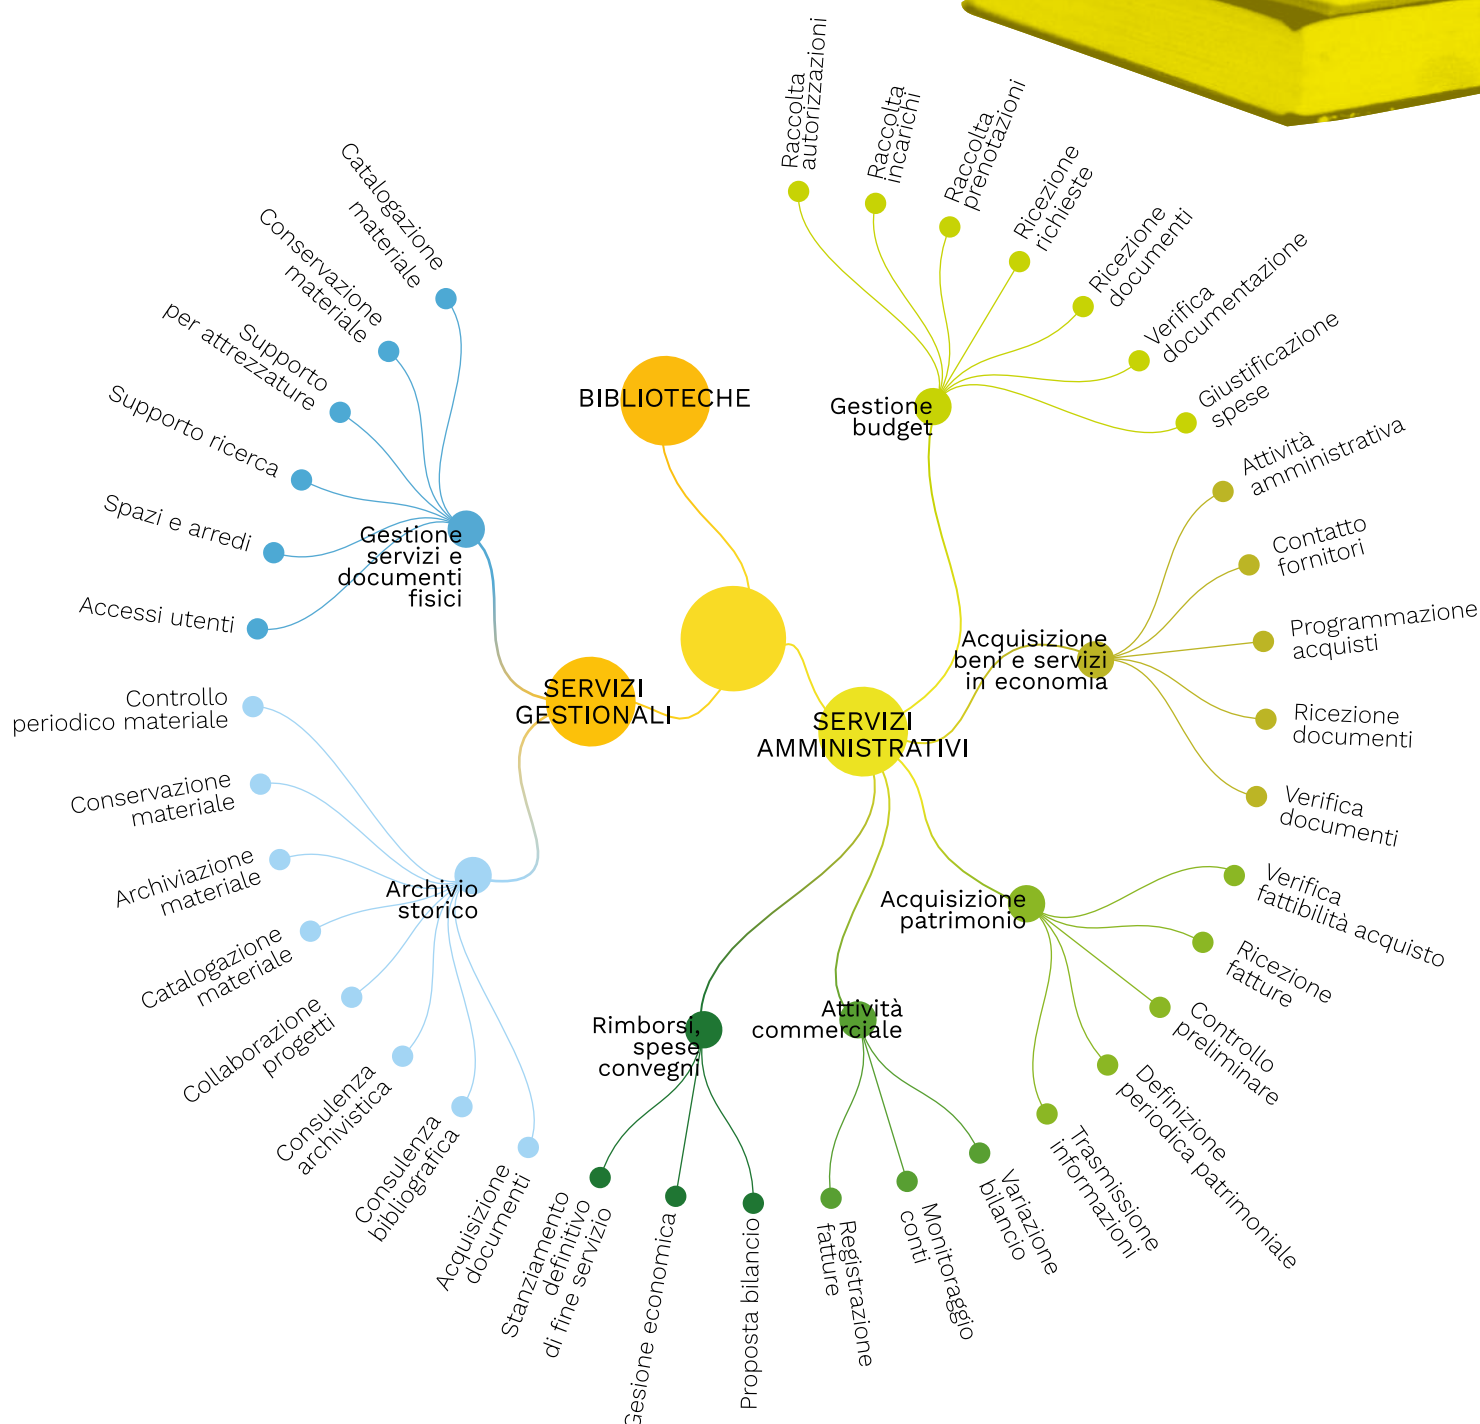 BIBLIOTECHE
SERVIZI
GESTIONALI
Gestione
servizi e
documenti
fisici
Catalogazione
materiale
Conservazione
materiale
Supporto
per attrezzature
Supporto ricerca
Spazi e arredi
Accessi utenti
Archivio
storico
Controllo
periodico materiale
Conservazione
materiale
Archiviazione
materiale
Catalogazione
materiale
Collaborazione
progetti
Consulenza
archivistica
Consulenza
bibliografica
Acquisizione
documenti
SERVIZI
AMMINISTRATIVI
Gestione
budget
Raccolta
autorizzazioni
Raccolta
incarichi
Raccolta
prenotazioni
Ricezione
richieste
Ricezione
documenti
Verifica
documentazione
Giustificazione
spese
Acquisizione
beni e servizi
in economia
Attività
amministrativa
Contatto
fornitori
Programmazione
acquisti
Ricezione
documenti
Verifica
documenti
Acquisizione
patrimonio
Verifica
fattibilità acquisto
Ricezione
fatture
Controllo
preliminare
Definizione
periodica patrimoniale
Trasmissione
informazioni
Attività
commerciale
Variazione
bilancio
Monitoraggio
conti
Registrazione
fatture
Rimborsi,
spese
convegni
Proposta bilancio
Gesione economica
Stanziamento
definitivo
di fine servizio